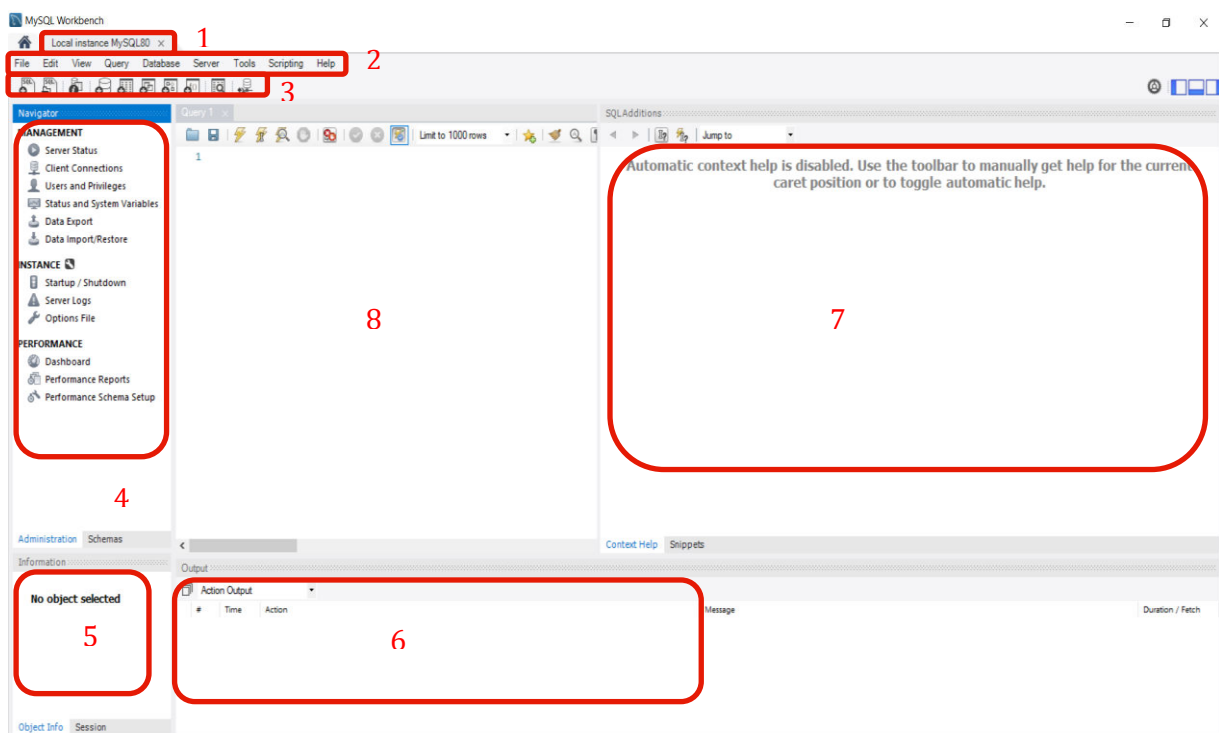 MySQL Workbench
Local instance MySQL80 ×
1
File Edit View Query Database Server Tools Scripting Help
2
3
Navigator
MANAGEMENT
Server Status
Client Connections
Users and Privileges
Status and System Variables
Data Export
Data Import/Restore
INSTANCE
Startup / Shutdown
Server Logs
Options File
PERFORMANCE
Dashboard
Performance Reports
Performance Schema Setup
4
Administration Schemas
Query 1 ×
Limit to 1000 rows
1
8
SQLAdditions
Jump to
Automatic context help is disabled. Use the toolbar to manually get help for the current
caret position or to toggle automatic help.
7
Context Help Snippets
Information
No object selected
5
Object Info Session
Output
Action Output
# Time Action Message Duration / Fetch
6